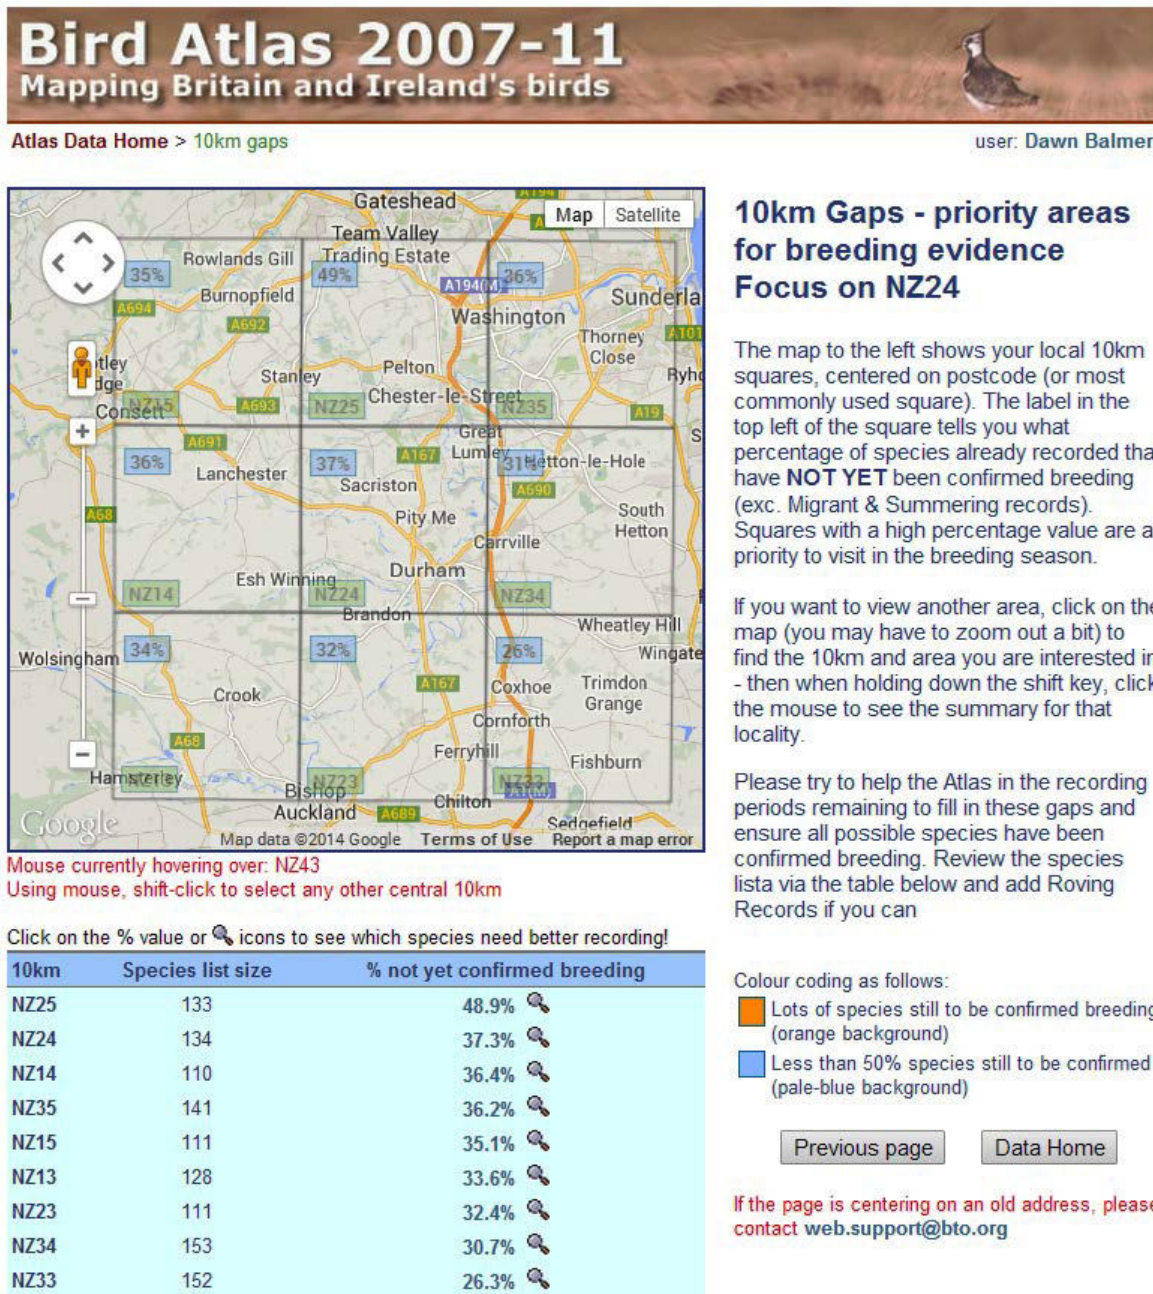 Bird Atlas 2007-11
Mapping Britain and Ireland's birds
Atlas Data Home > 10km gaps
user: Dawn Balmer
Gateshead
A194
Map Satellite
Team Valley
Trading Estate
Rowlands Gill
35%
49%
A194(M)
36%
Burnopfield
A694
Sunderla
Washington
A692
Thorney
Close
A101
Pelton
Stanley
Ryh
Chester-le-Street
Consett
NZ15
A693
NZ25
NZ35
A19
Great
Lumley
A691
A167
36%
37%
31%
Hetton-le-Hole
Lanchester
Sacriston
A690
A68
Pity Me
South
Hetton
Carrville
Durham
Esh Winning
NZ14
NZ24
NZ34
Brandon
Wheatley Hill
34%
32%
26%
Wingate
Wolsingham
A167
Coxhoe
Trimdon
Grange
Crook
Cornforth
A68
Ferryhill
Fishburn
Hamsterley
NZ23
NZ33
Bishop
Auckland
Chilton
A689
Sedgefield
Google
Map data ©2014 Google Terms of Use Report a map error
Mouse currently hovering over: NZ43
Using mouse, shift-click to select any other central 10km
Click on the % value or icons to see which species need better recording!
10km Species list size % not yet confirmed breeding
NZ25 133 48.9%
NZ24 134 37.3%
NZ14 110 36.4%
NZ35 141 36.2%
NZ15 111 35.1%
NZ13 128 33.6%
NZ23 111 32.4%
NZ34 153 30.7%
NZ33 152 26.3%
10km Gaps - priority areas
for breeding evidence
Focus on NZ24
The map to the left shows your local 10km
squares, centered on postcode (or most
commonly used square). The label in the
top left of the square tells you what
percentage of species already recorded tha
have NOT YET been confirmed breeding
(exc. Migrant & Summering records).
Squares with a high percentage value are a
priority to visit in the breeding season.
If you want to view another area, click on the
map (you may have to zoom out a bit) to
find the 10km and area you are interested in
- then when holding down the shift key, click
the mouse to see the summary for that
locality.
Please try to help the Atlas in the recording
periods remaining to fill in these gaps and
ensure all possible species have been
confirmed breeding. Review the species
lista via the table below and add Roving
Records if you can
Colour coding as follows:
Lots of species still to be confirmed breeding
(orange background)
Less than 50% species still to be confirmed
(pale-blue background)
Previous page Data Home
If the page is centering on an old address, please
contact web.support@bto.org